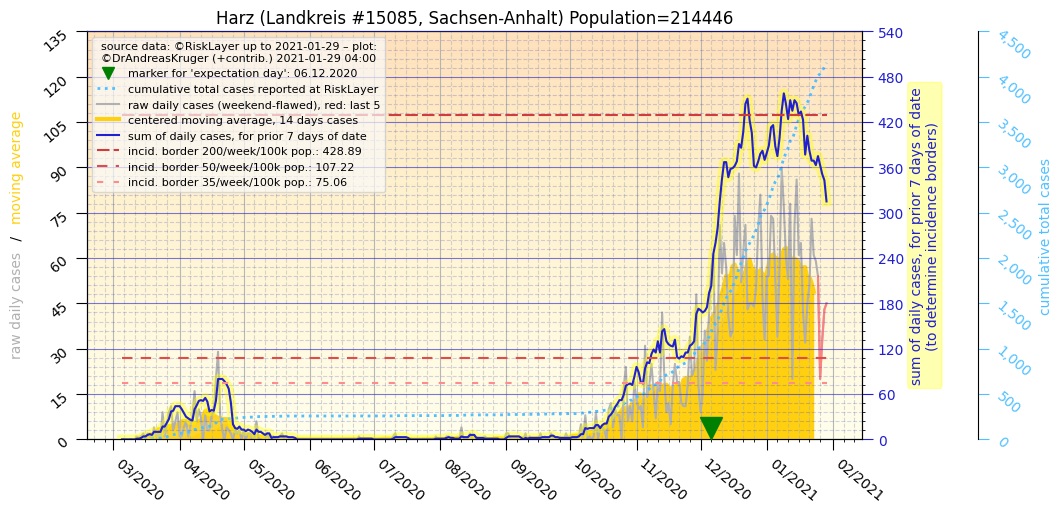 Harz (Landkreis #15085, Sachsen-Anhalt) Population=214446
source data: ©RiskLayer up to 2021-01-29 – plot:
©DrAndreasKruger (+contrib.) 2021-01-29 04:00
marker for 'expectation day': 06.12.2020
cumulative total cases reported at RiskLayer
raw daily cases (weekend-flawed), red: last 5
centered moving average, 14 days cases
sum of daily cases, for prior 7 days of date
incid. border 200/week/100k pop.: 428.89
incid. border 50/week/100k pop.: 107.22
incid. border 35/week/100k pop.: 75.06
raw daily cases / moving average
135
120
105
90
75
60
45
30
15
0
03/2020
04/2020
05/2020
06/2020
07/2020
08/2020
09/2020
10/2020
11/2020
12/2020
01/2021
02/2021
540
480
420
360
300
240
180
120
60
0
sum of daily cases, for prior 7 days of date
(to determine incidence borders)
4,500
4,000
3,500
3,000
2,500
2,000
1,500
1,000
500
0
cumulative total cases